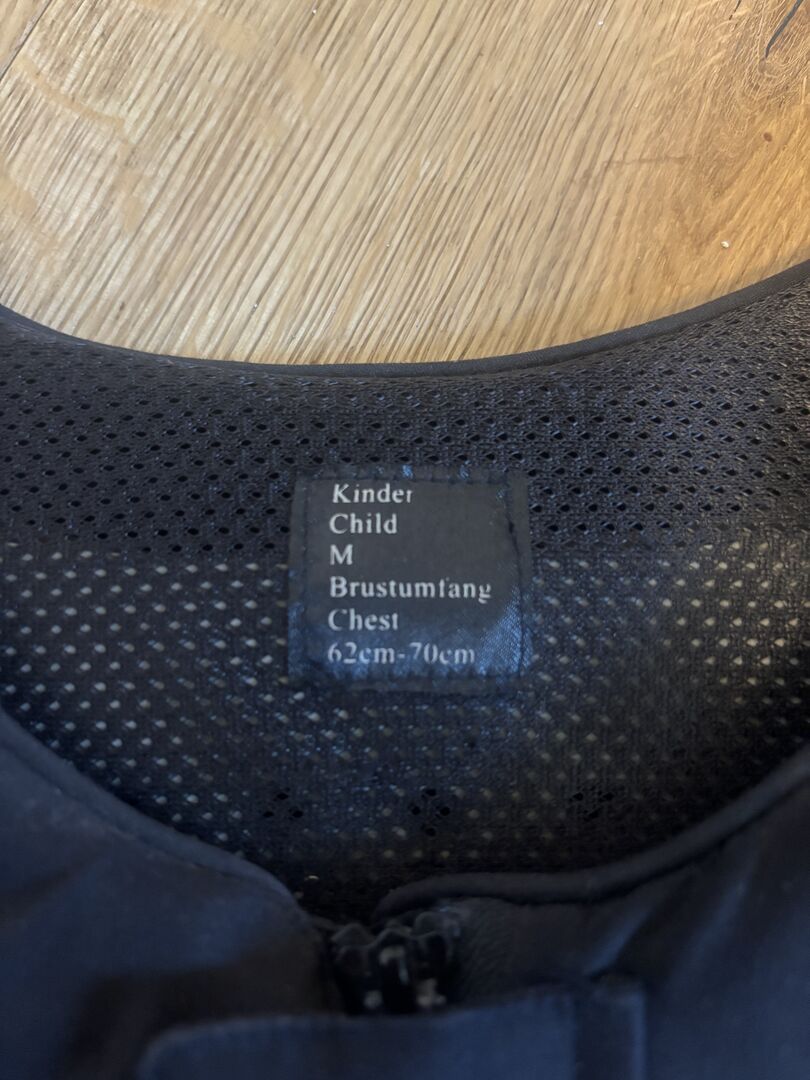 Kinder
Child
M
Brustumfang
Chest
62cm-70cm